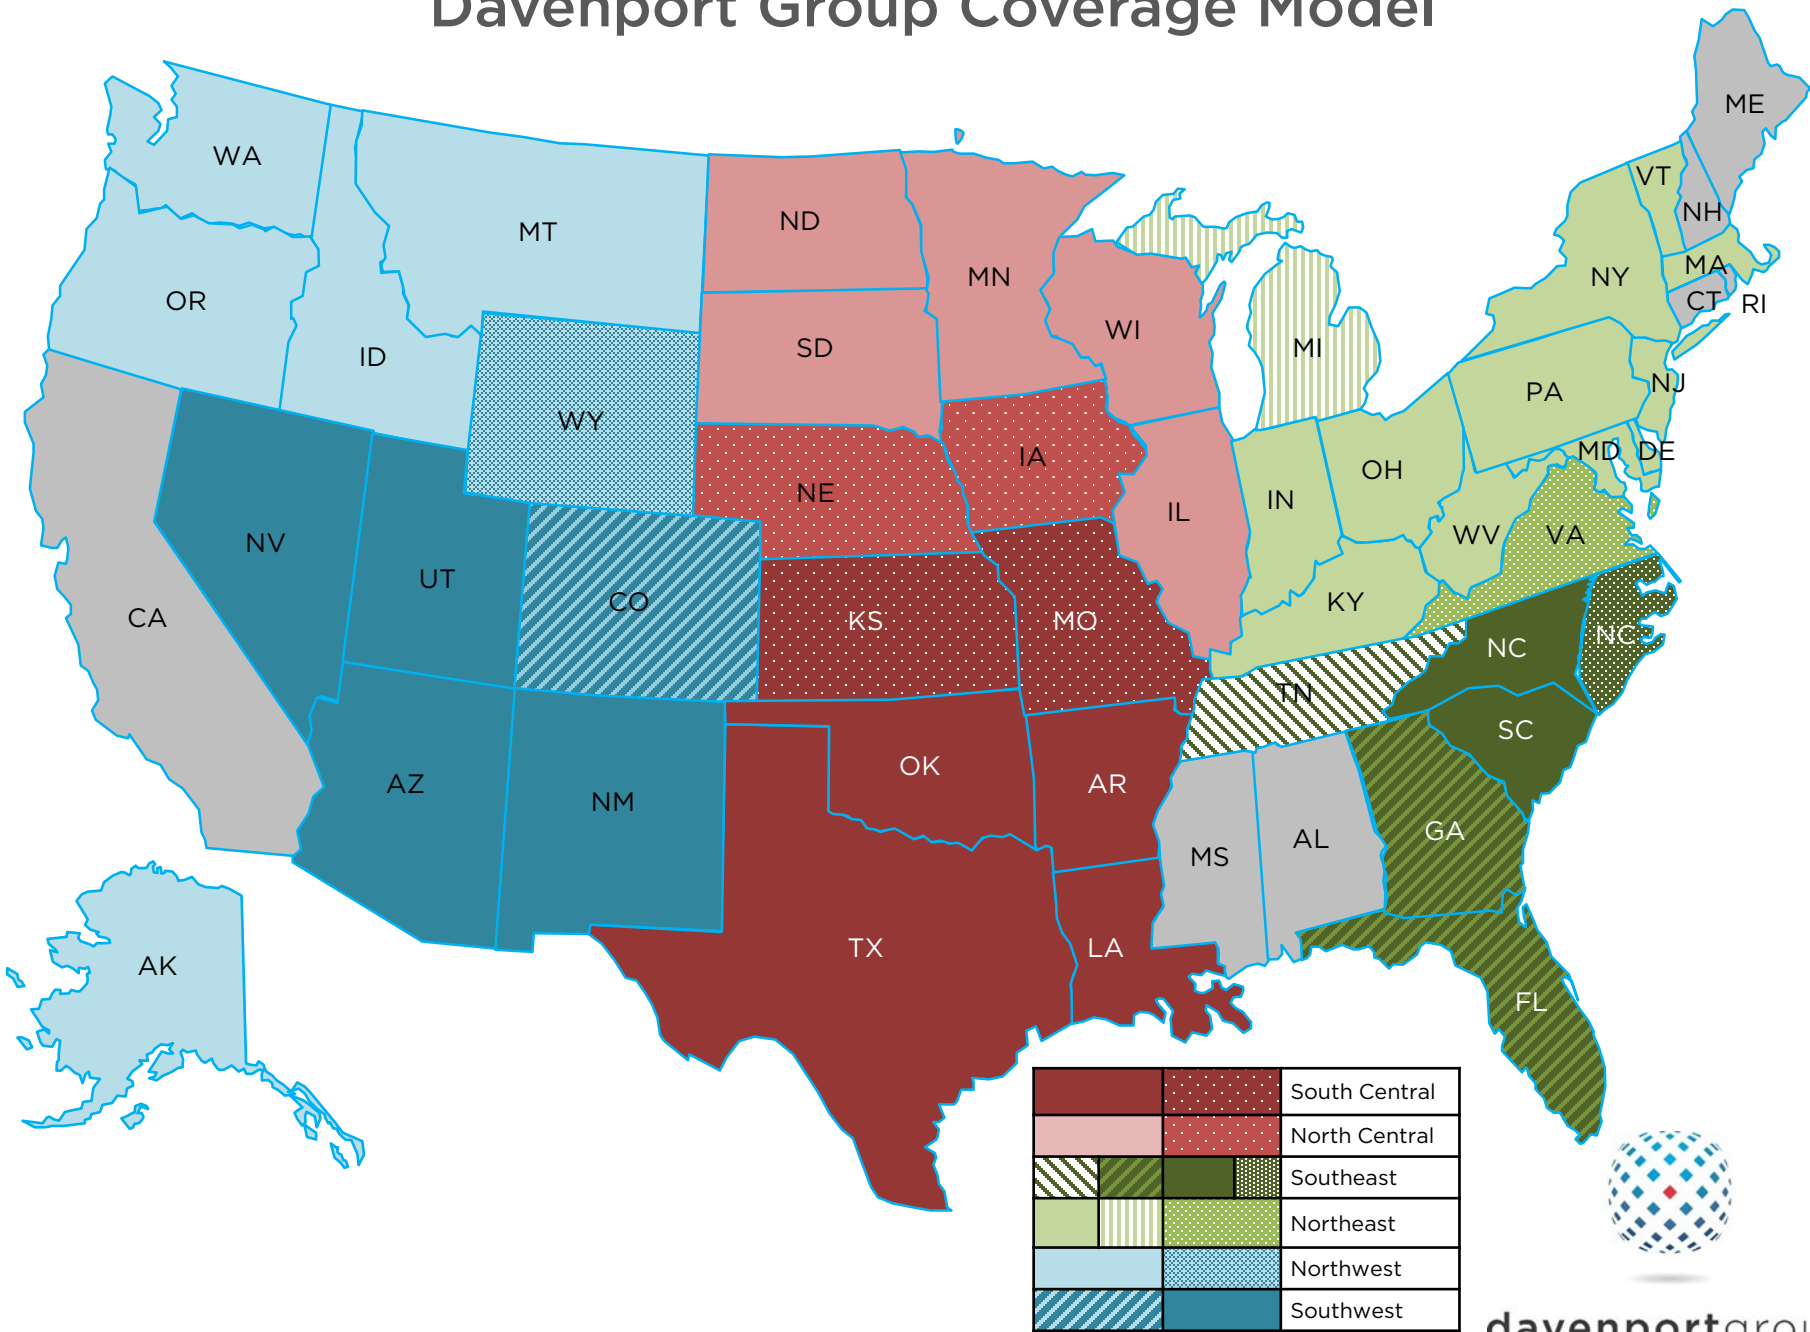 Davenport Group Coverage Model
ME
WA
VT
NH
ND
MT
MN
NY
MA
CT
RI
OR
WI
SD
MI
ID
NJ
PA
WY
MD
DE
IA
OH
NE
IN
IL
WV
VA
NV
UT
CO
KY
CA
KS
MO
NC
NC
TN
SC
OK
AR
AZ
NM
GA
AL
MS
TX
LA
AK
FL
South Central
North Central
Southeast
Northeast
Northwest
Southwest
davenportgrou